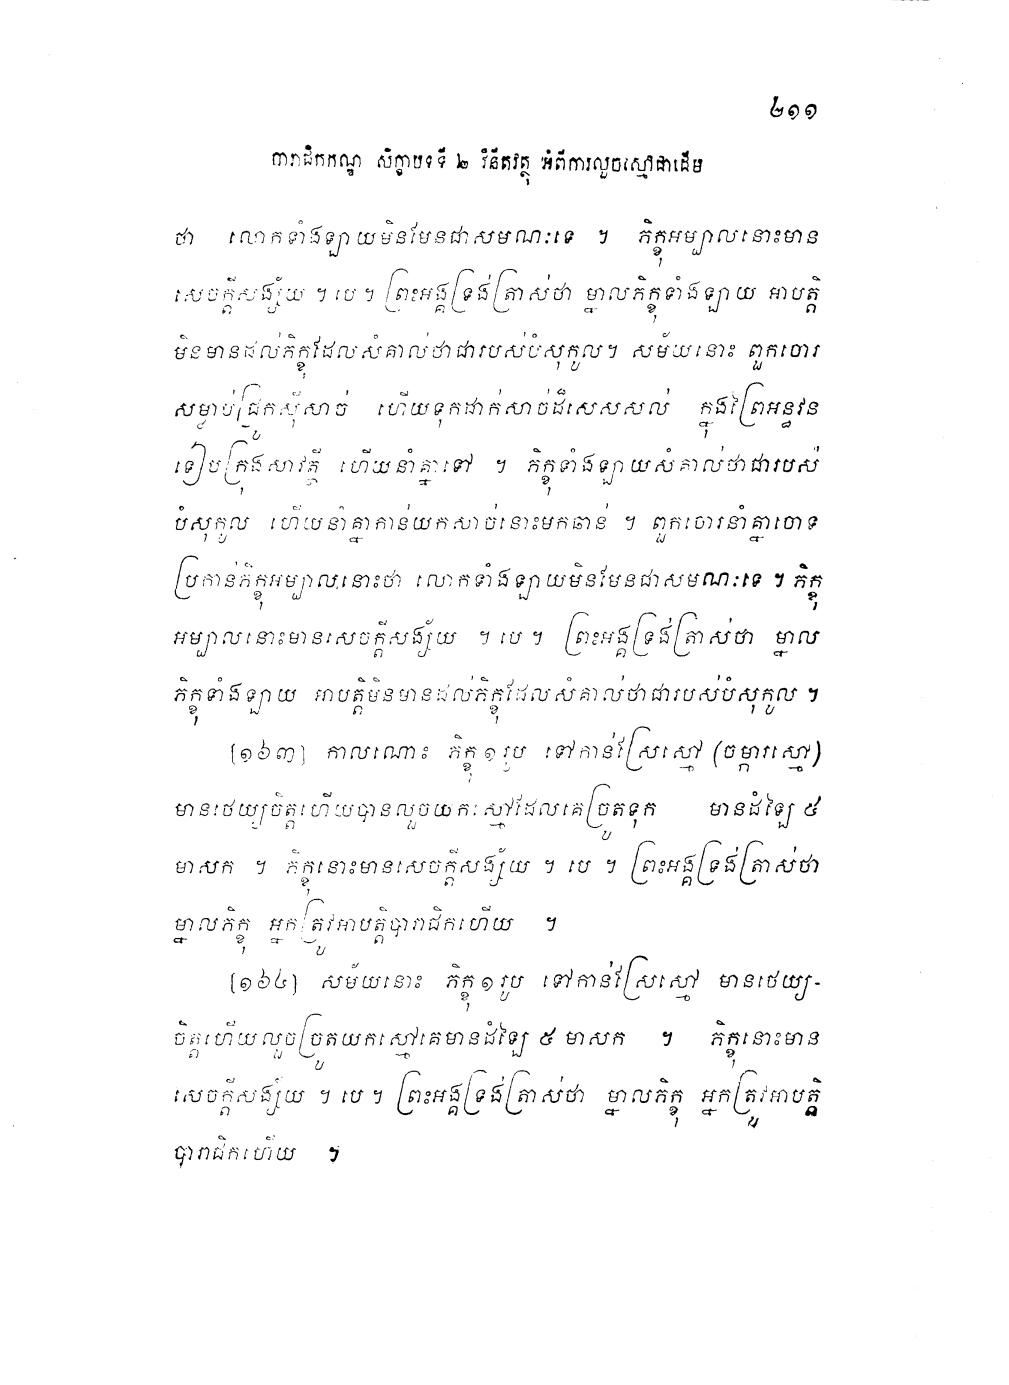 ២១១
បារាជិកកណ្ឌ សិក្ខាបទទី ២ វិនីតវត្ថុ អំពីការលួចស្មៅជាដើម
ថា លោកទាំងឡាយមិនមែនជាសមណៈទេ ។ ភិក្ខុអម្បាលនោះមាន
សេចក្តីសង្ស័យ ។ បេ ។ ព្រះអង្គទ្រង់ត្រាស់ថា ម្នាលភិក្ខុទាំងឡាយ អាបត្តិ
មិនមានដល់ភិក្ខុដែលសំគាល់ថាជារបស់បំសុកូល។ សម័យនោះ ពួកចោរ
សម្លាប់ជ្រូកស៊ីសាច់ ហើយទុកដាក់សាច់ដ៏សេសសល់ ក្នុងព្រៃអន្ធវន
ទៀបក្រុងសាវត្ថី ហើយនាំគ្នាទៅ ។ ភិក្ខុទាំងឡាយសំគាល់ថាជារបស់
បំសុកូល ហើយនាំគ្នាកាន់យកសាច់នោះមកឆាន់ ។ ពួកចោរនាំគ្នាចោទ
ប្រកាន់ភិក្ខុអម្បាលនោះថា លោកទាំងឡាយមិនមែនជាសមណៈទេ ។ ភិក្ខុ
អម្បាលនោះមានសេចក្តីសង្ស័យ ។ បេ ។ ព្រះអង្គទ្រង់ត្រាស់ថា ម្នាល
ភិក្ខុទាំងឡាយ អាបត្តិមិនមានដល់ភិក្ខុដែលសំគាល់ថាជារបស់បំសុកូល ។
[១៦៣] កាលណោះ ភិក្ខុ ១ រូប ទៅកាន់ស្រែស្មៅ (ចម្ការស្មៅ)
មានថេយ្យចិត្តហើយបានលួចយកស្មៅដែលគេច្រូតទុក មានដំឡៃ ៥
មាសក ។ ភិក្ខុនោះមានសេចក្តីសង្ស័យ ។ បេ ។ ព្រះអង្គទ្រង់ត្រាស់ថា
ម្នាលភិក្ខុ អ្នកត្រូវអាបត្តិបារាជិកហើយ ។
[១៦៤] សម័យនោះ ភិក្ខុ ១ រូប ទៅកាន់ស្រែស្មៅ មានថេយ្យ-
ចិត្តហើយលួចច្រូតយកស្មៅគេមានដំឡៃ ៥ មាសក ។ ភិក្ខុនោះមាន
សេចក្តីសង្ស័យ ។ បេ ។ ព្រះអង្គទ្រង់ត្រាស់ថា ម្នាលភិក្ខុ អ្នកត្រូវអាបត្តិ
បារាជិកហើយ ។